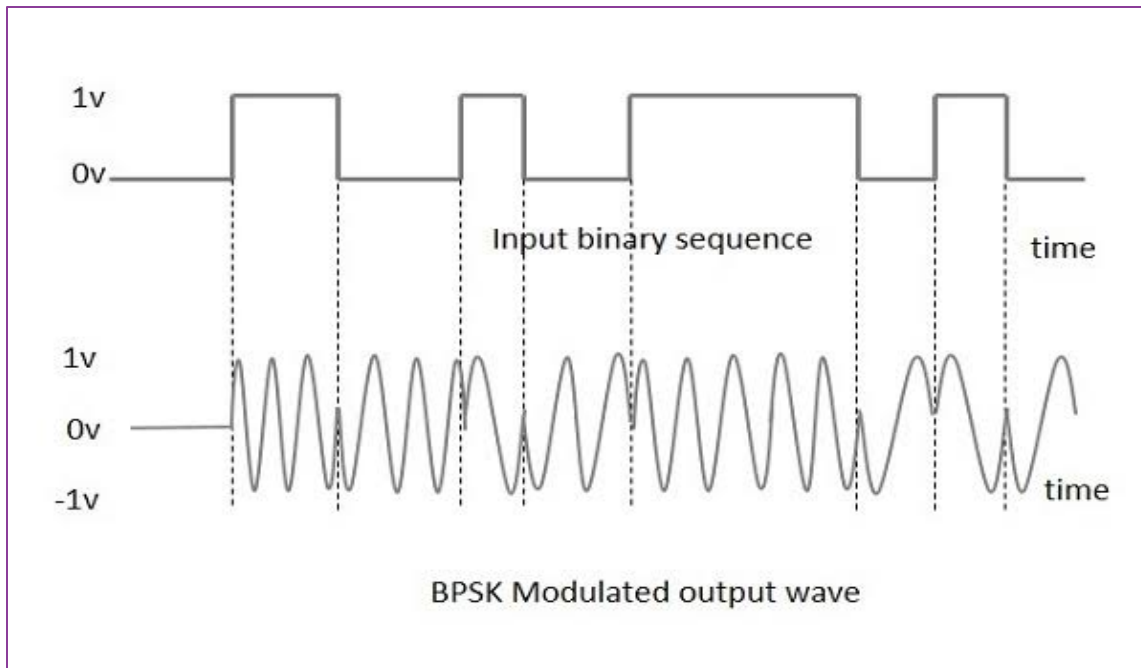 1v
0v
Input binary sequence
time
1v
0v
-1v
time
BPSK Modulated output wave